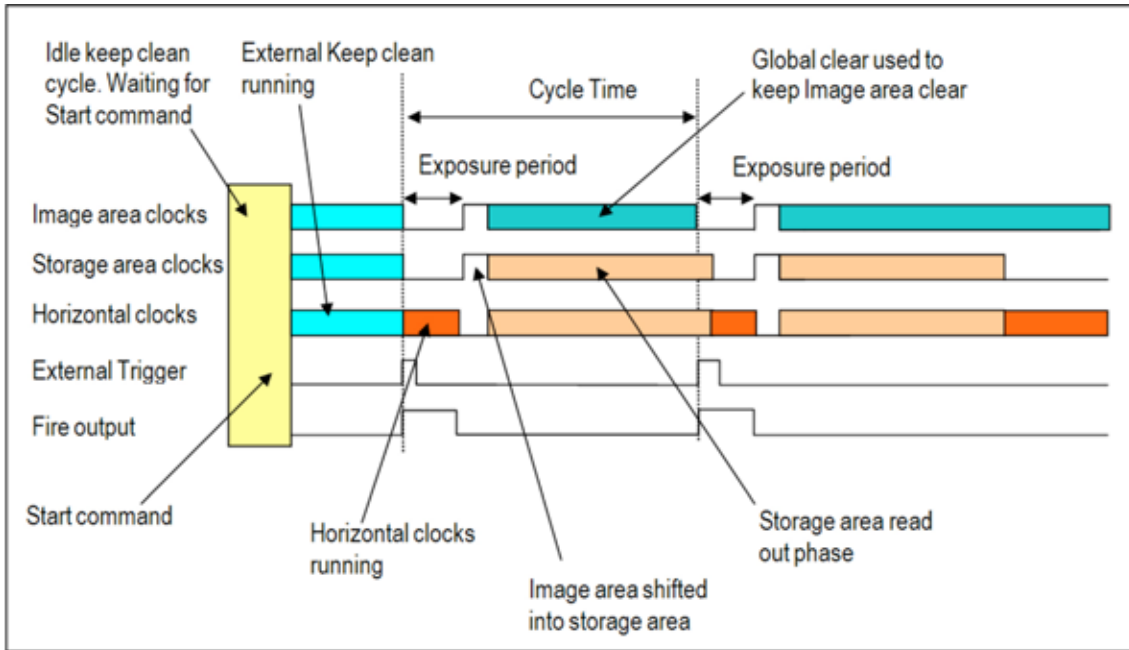 Idle keep clean
cycle. Waiting for
Start command
External Keep clean
running
Cycle Time
Global clear used to
keep Image area clear
Exposure period
Exposure period
Image area clocks
Storage area clocks
Horizontal clocks
External Trigger
Fire output
Start command
Horizontal clocks
running
Image area shifted
into storage area
Storage area read
out phase